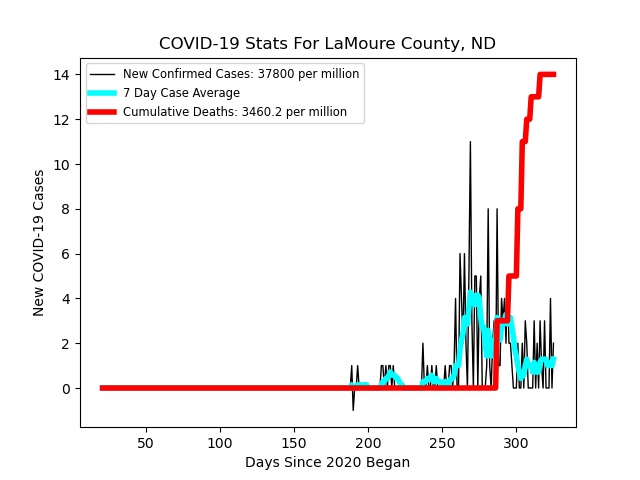 COVID-19 Stats For LaMoure County, ND
New Confirmed Cases: 37800 per million
7 Day Case Average
Cumulative Deaths: 3460.2 per million
14
12
10
8
6
4
2
0
New COVID-19 Cases
50 100 150 200 250 300
Days Since 2020 Began